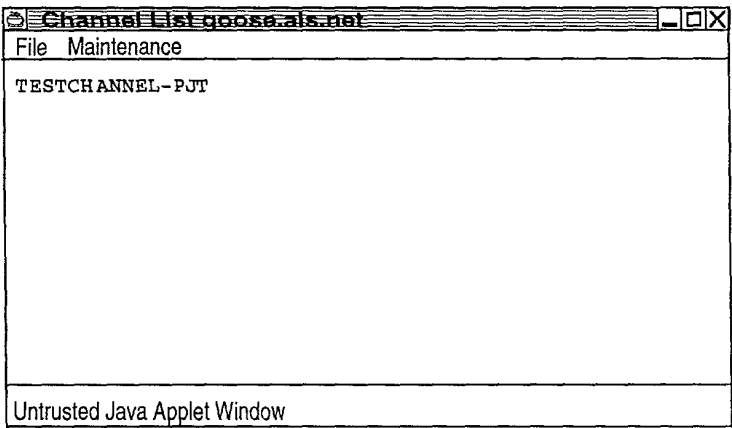 Channel List goose.als.net
File Maintenance
TESTCHANNEL-PJT
Untrusted Java Applet Window